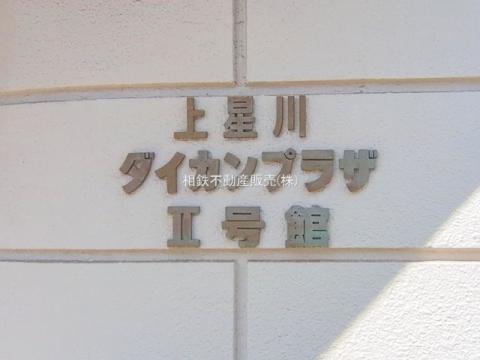 上星川
ダイカンプラザ
相鉄不動産販売(株)
Ⅱ号館